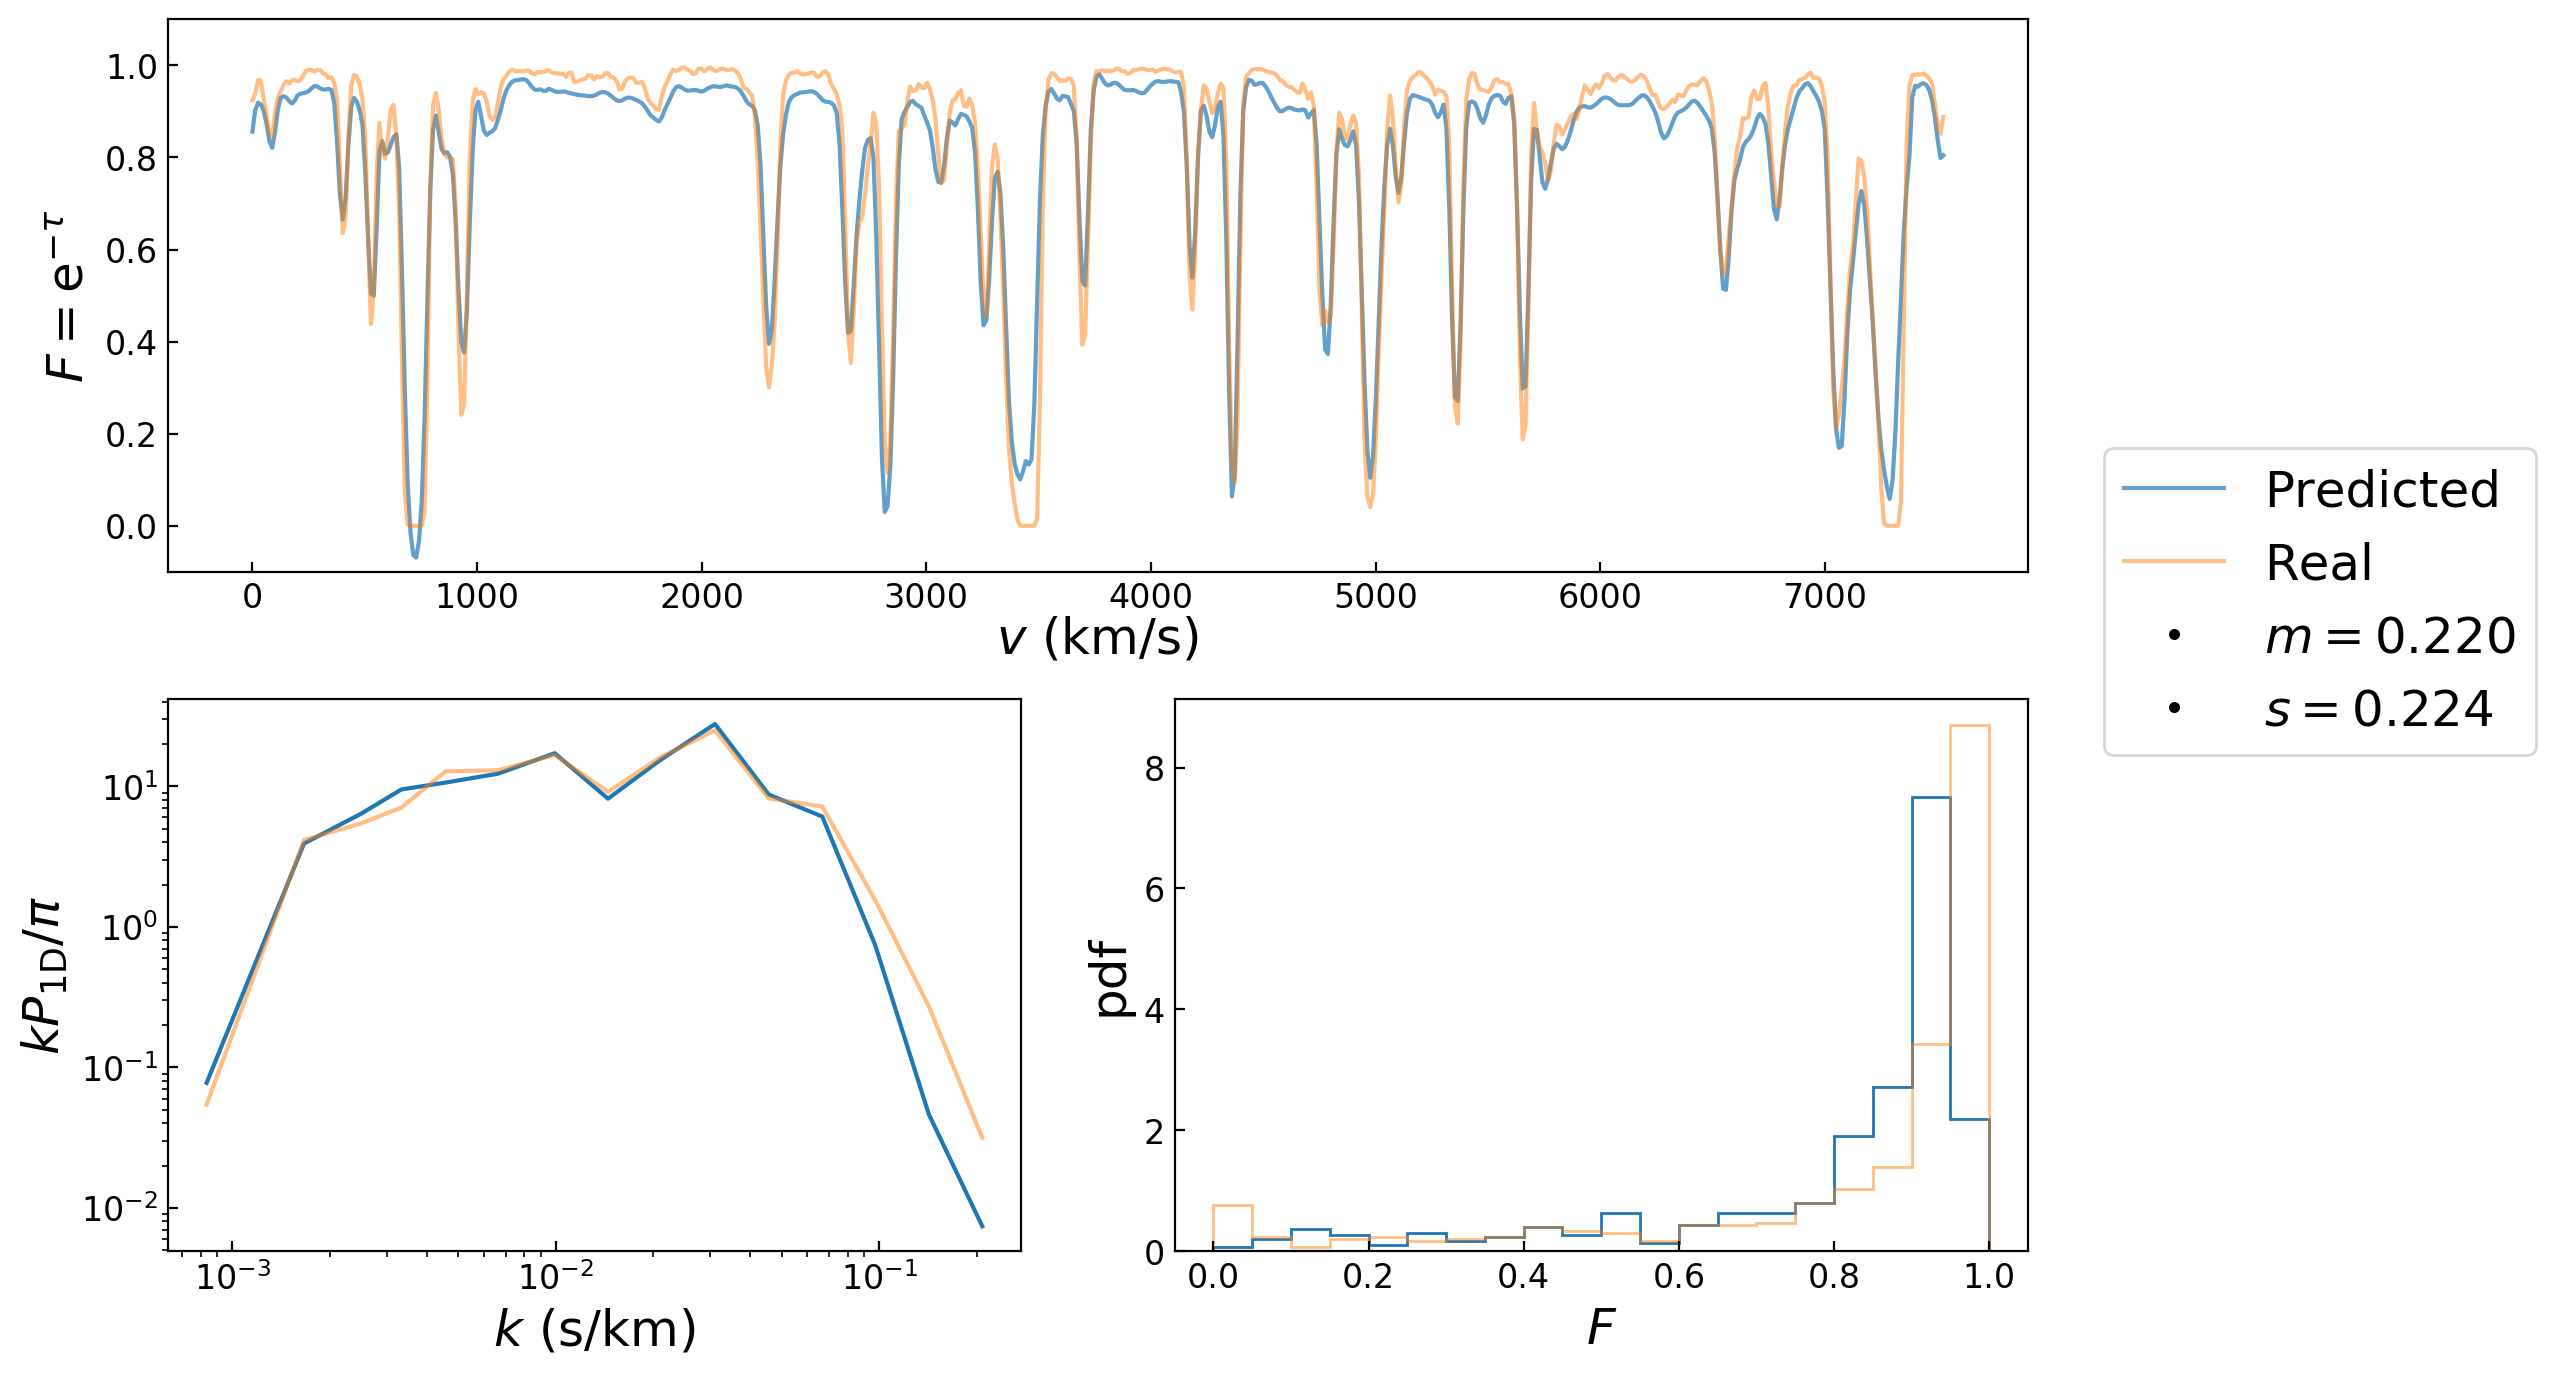 1.0
0.8
0.6
0.4
0.2
0.0
F = e^{-τ}
0 1000 2000 3000 4000 5000 6000 7000
v (km/s)
Predicted
Real
m = 0.220
s = 0.224
10^1
10^0
10^{-1}
10^{-2}
kP_{1D}/π
10^{-3} 10^{-2} 10^{-1}
k (s/km)
8
6
4
2
0
pdf
0.0 0.2 0.4 0.6 0.8 1.0
F